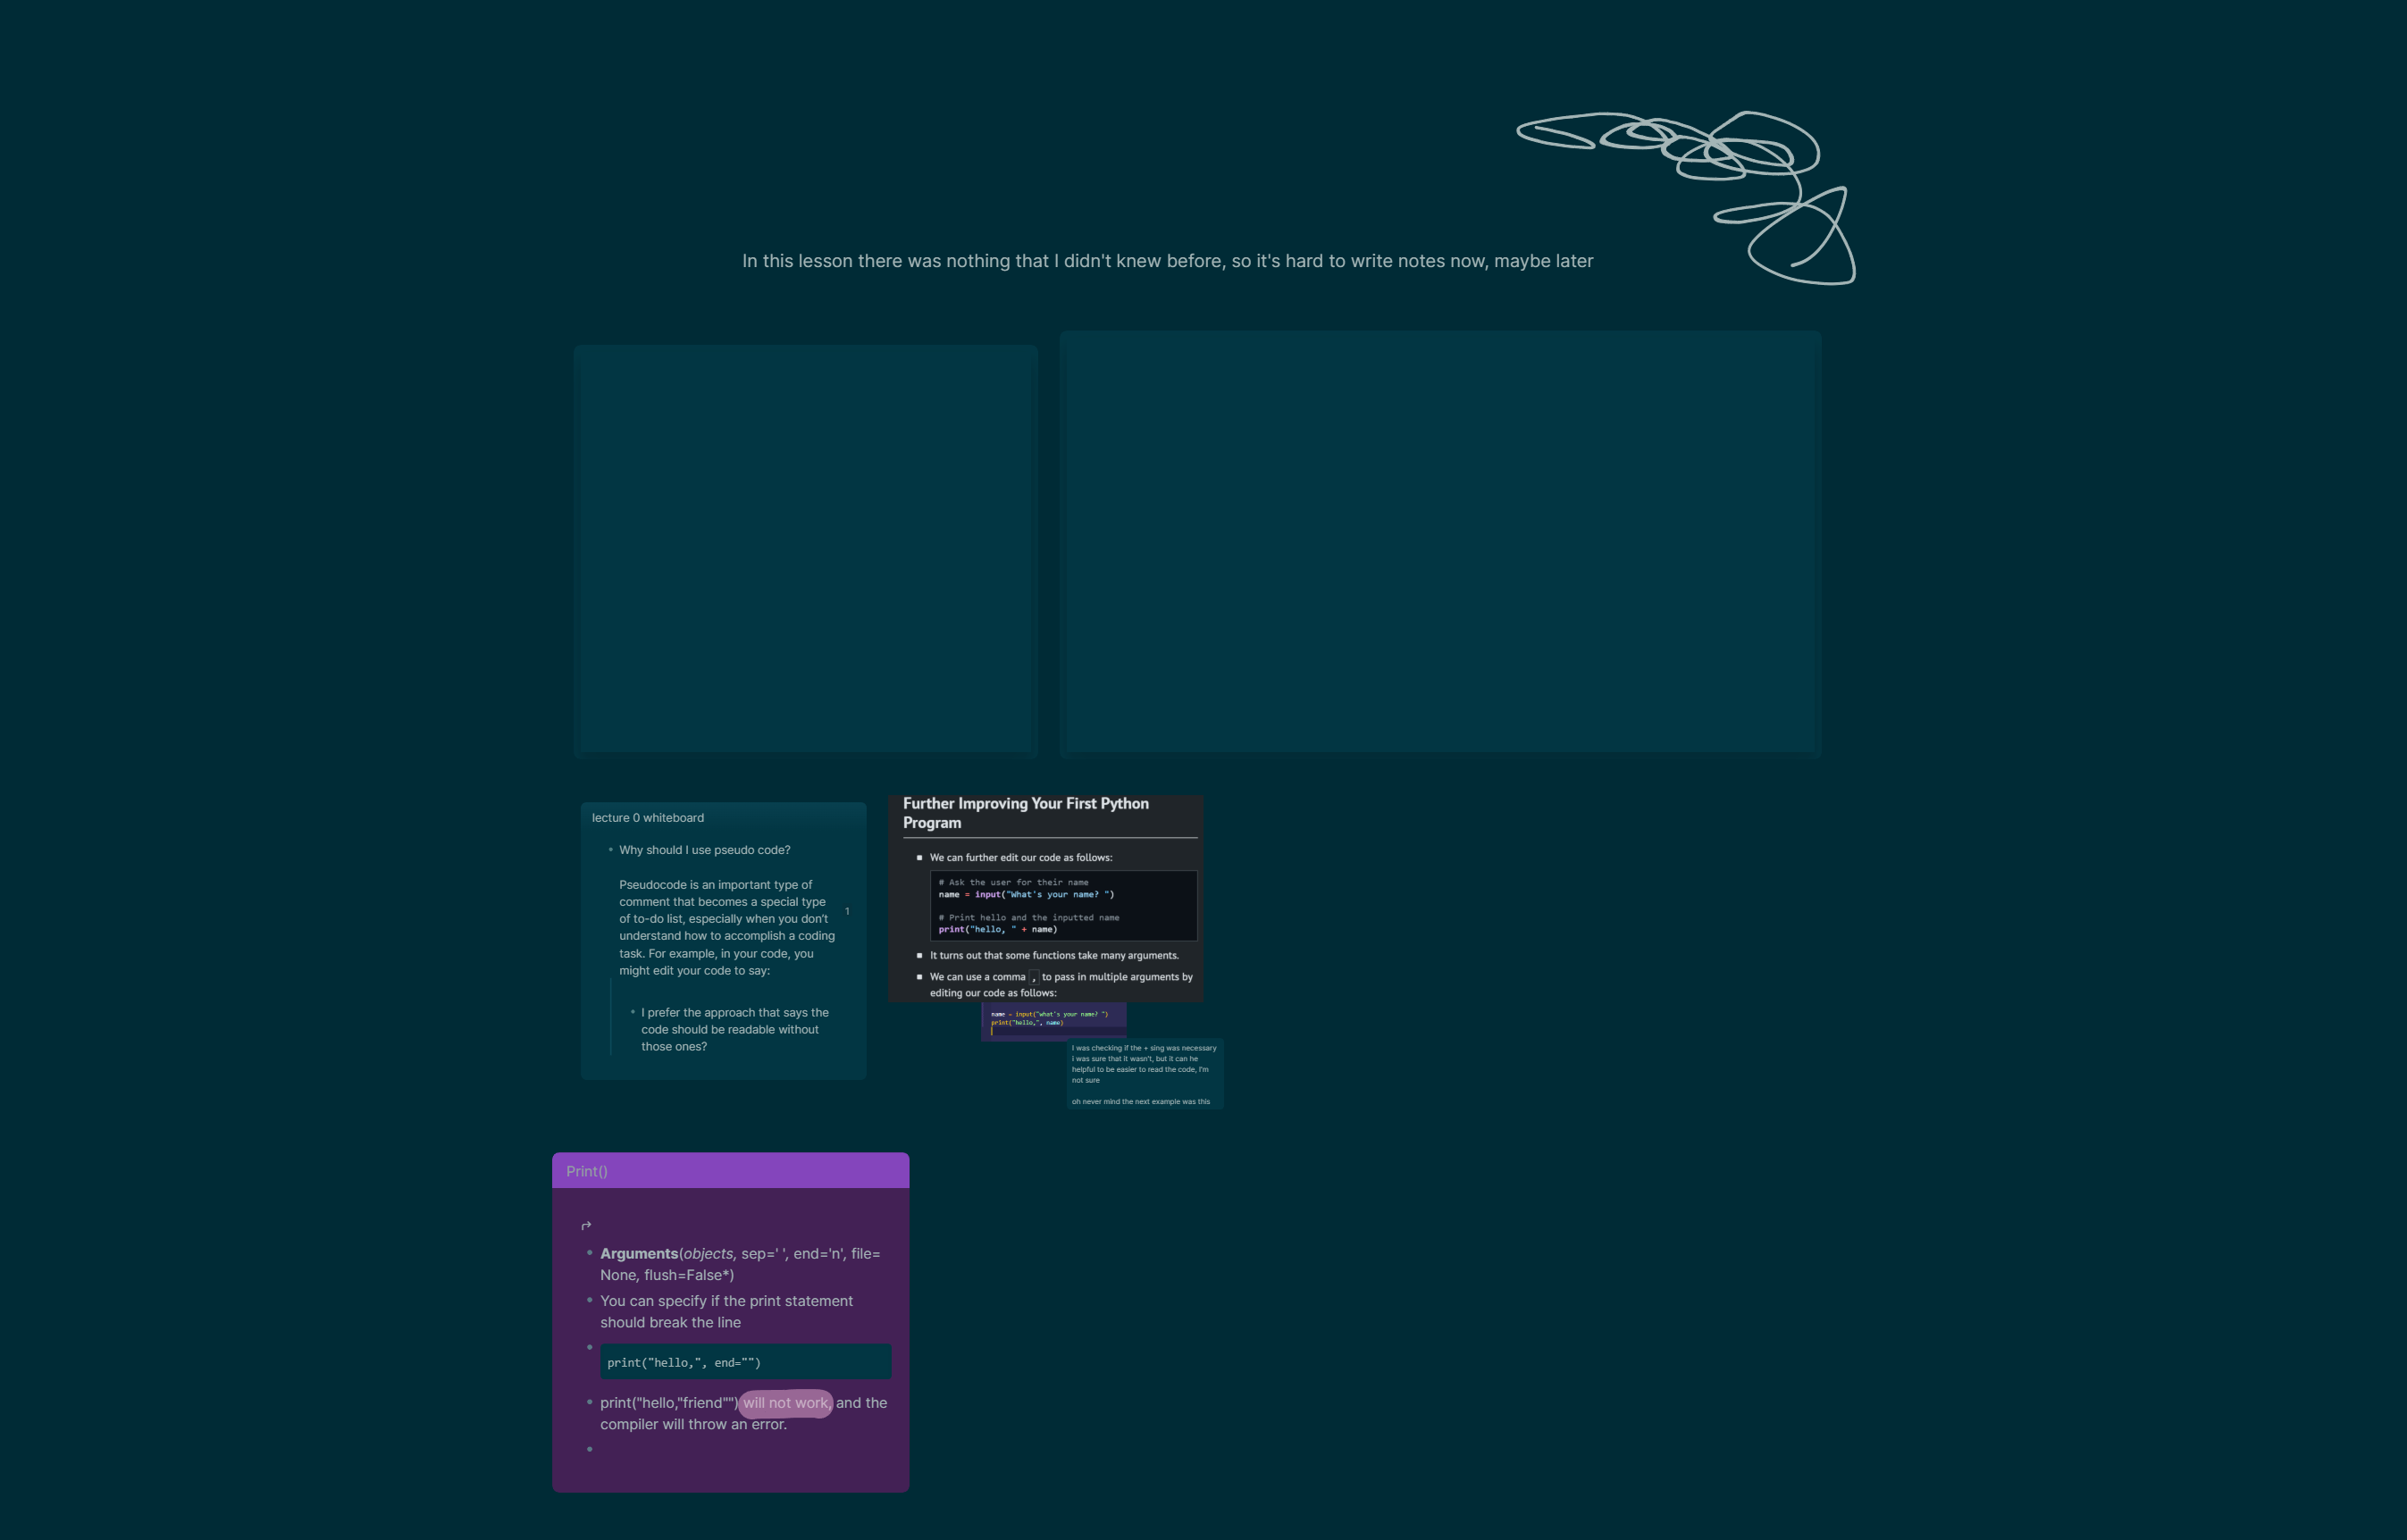 In this lesson there was nothing that I didn't knew before, so it's hard to write notes now, maybe later
lecture 0 whiteboard
Why should I use pseudo code?
Pseudocode is an important type of
comment that becomes a special type
of to-do list, especially when you don't
understand how to accomplish a coding
task. For example, in your code, you
might edit your code to say:
1
I prefer the approach that says the
code should be readable without
those ones?
Further Improving Your First Python
Program
We can further edit our code as follows:
# Ask the user for their name
name = input("What's your name? ")
# Print hello and the inputted name
print("hello, " + name)
It turns out that some functions take many arguments.
We can use a comma , to pass in multiple arguments by
editing our code as follows:
name = input("what's your name? ")
print("hello,", name)
I was checking if the + sing was necessary
i was sure that it wasn't, but it can he
helpful to be easier to read the code, I'm
not sure
oh never mind the next example was this
Print()
Arguments(objects, sep=' ', end='n', file=
None, flush=False*)
You can specify if the print statement
should break the line
print("hello,", end="")
print("hello,"friend"") will not work, and the
compiler will throw an error.